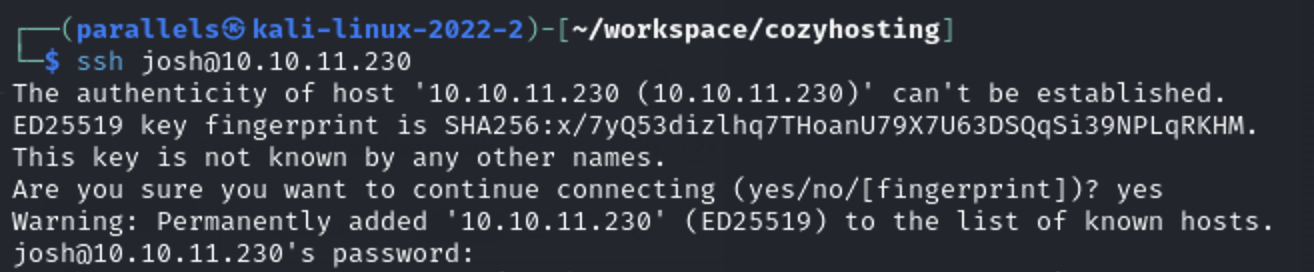 ┌──(parallels㉿kali-linux-2022-2)-[~/workspace/cozyhosting]
└─$ ssh josh@10.10.11.230
The authenticity of host '10.10.11.230 (10.10.11.230)' can't be established.
ED25519 key fingerprint is SHA256:x/7yQ53dizlhq7THoanU79X7U63DSQqSi39NPLqRKHM.
This key is not known by any other names.
Are you sure you want to continue connecting (yes/no/[fingerprint])? yes
Warning: Permanently added '10.10.11.230' (ED25519) to the list of known hosts.
josh@10.10.11.230's password: